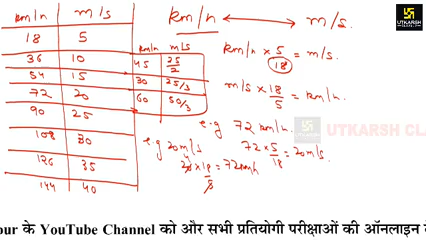 km/h m/s
18 5
36 10
54 15
72 20
90 25
108 30
126 35
144 40
km/h m/s
45 25/2
30 25/3
60 50/3
km/h ⟷ m/s.
km/h × 5/18 = m/s.
m/s × 18/5 = km/h.
e.g 72 km/h.
72 × 5/18 = 20 m/s.
e.g 20 m/s
20 × 18/5 = 72 km/h
UTKARSH CLASSES
UTKARSH CL
our के YouTube Channel को और सभी प्रतियोगी परीक्षाओं की ऑनलाइन